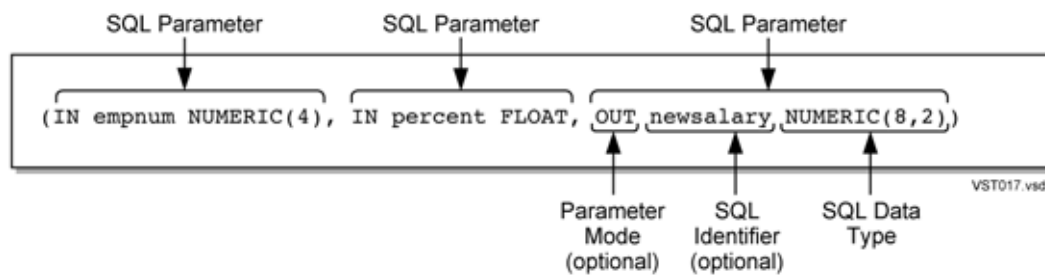 SQL Parameter SQL Parameter SQL Parameter
(IN empnum NUMERIC(4), IN percent FLOAT, OUT newsalary NUMERIC(8,2))
VST017.vsd
Parameter Mode (optional)
SQL Identifier (optional)
SQL Data Type